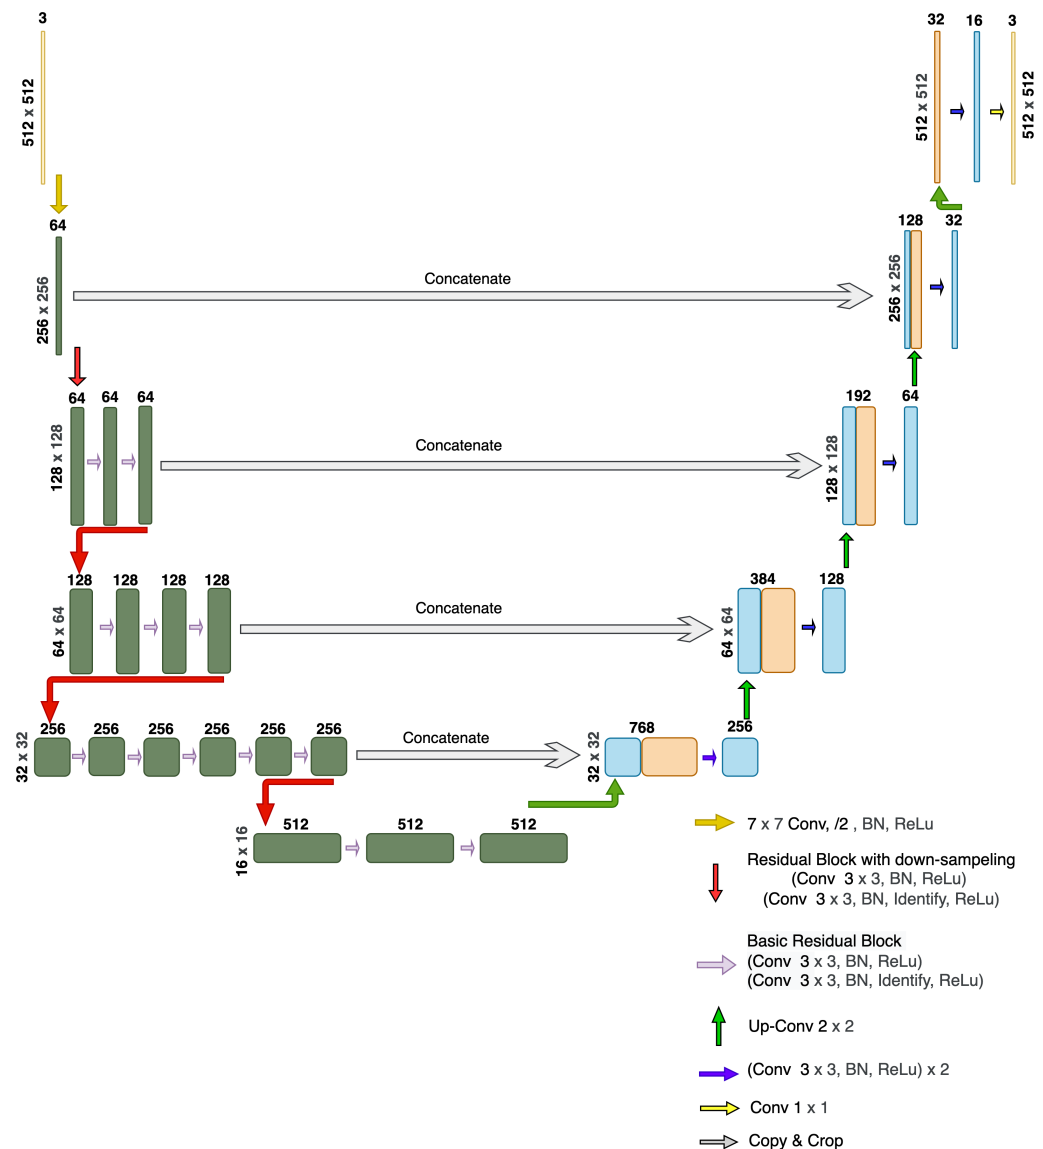 3
512 x 512
64
256 x 256
Concatenate
32
16
3
512 x 512
512 x 512
128
32
256 x 256
64
64
64
128 x 128
Concatenate
192
64
128 x 128
128
128
128
128
64 x 64
Concatenate
384
128
64 x 64
256
256
256
256
256
256
32 x 32
Concatenate
768
256
32 x 32
512
512
512
16 x 16
7 x 7 Conv, /2 , BN, ReLu
Residual Block with down-sampeling
(Conv 3 x 3, BN, ReLu)
(Conv 3 x 3, BN, Identify, ReLu)
Basic Residual Block
(Conv 3 x 3, BN, ReLu)
(Conv 3 x 3, BN, Identify, ReLu)
Up-Conv 2 x 2
(Conv 3 x 3, BN, ReLu) x 2
Conv 1 x 1
Copy & Crop